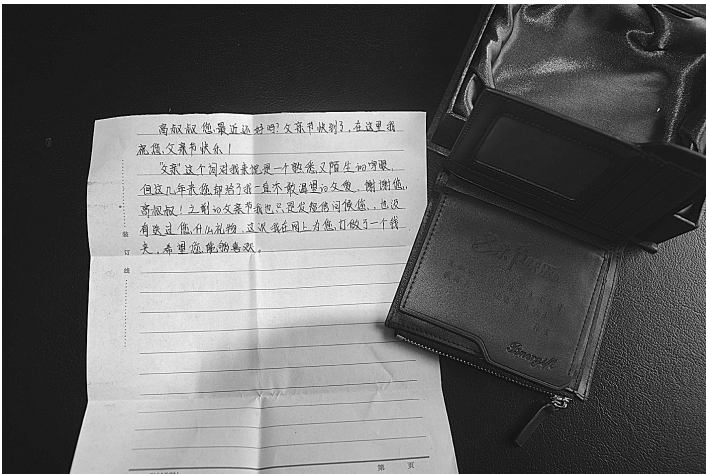 高叔叔您最近还好吗？父亲节快到了，在这里我
祝您父亲节快乐！
“父亲”这个词对我来说是一个熟悉又陌生的字眼，
但这几年来您却给了我一直不敢渴望的父爱，谢谢您，
高叔叔！之前的父亲节我也只是发短信问候您，也没
有送过您什么礼物，这次我在网上为您订做了一个钱
夹，希望您能够喜欢。
装
订
线
第 页